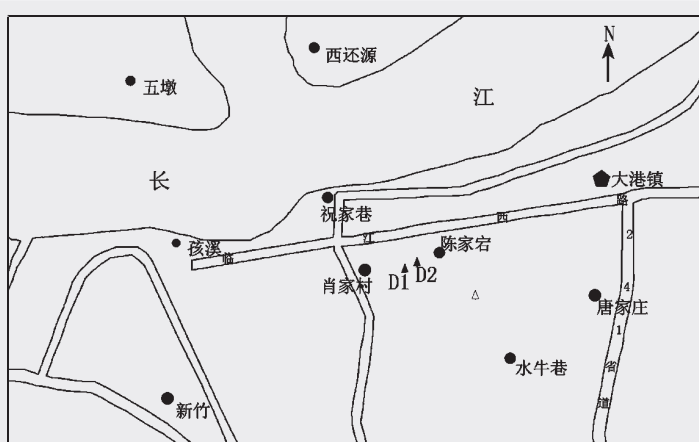 N
西还源
五墩
江
长
大港镇
祝家巷
临江西路
孩溪
陈家宕
肖家村
D1
D2
唐家庄
241省道
水牛巷
新竹